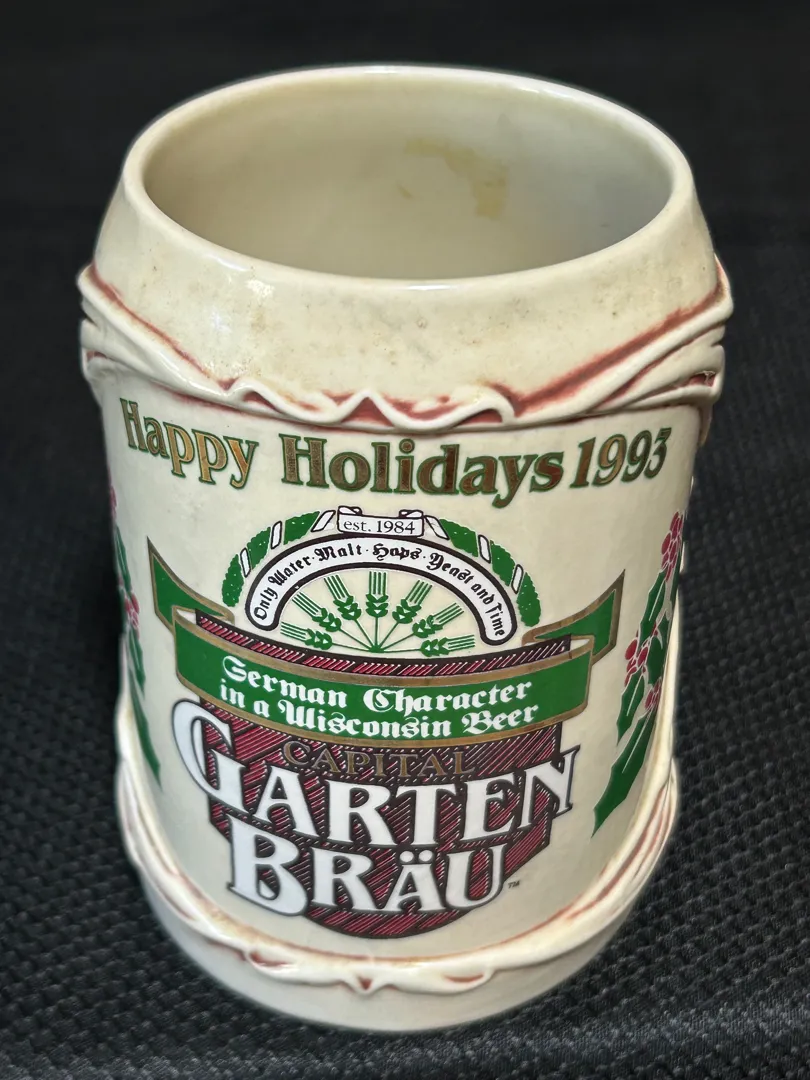 Happy Holidays 1993
est. 1984
Only Water · Malt · Hops · Yeast and Time
German Character
in a Wisconsin Beer
CAPITAL
GARTEN
BRÄU™